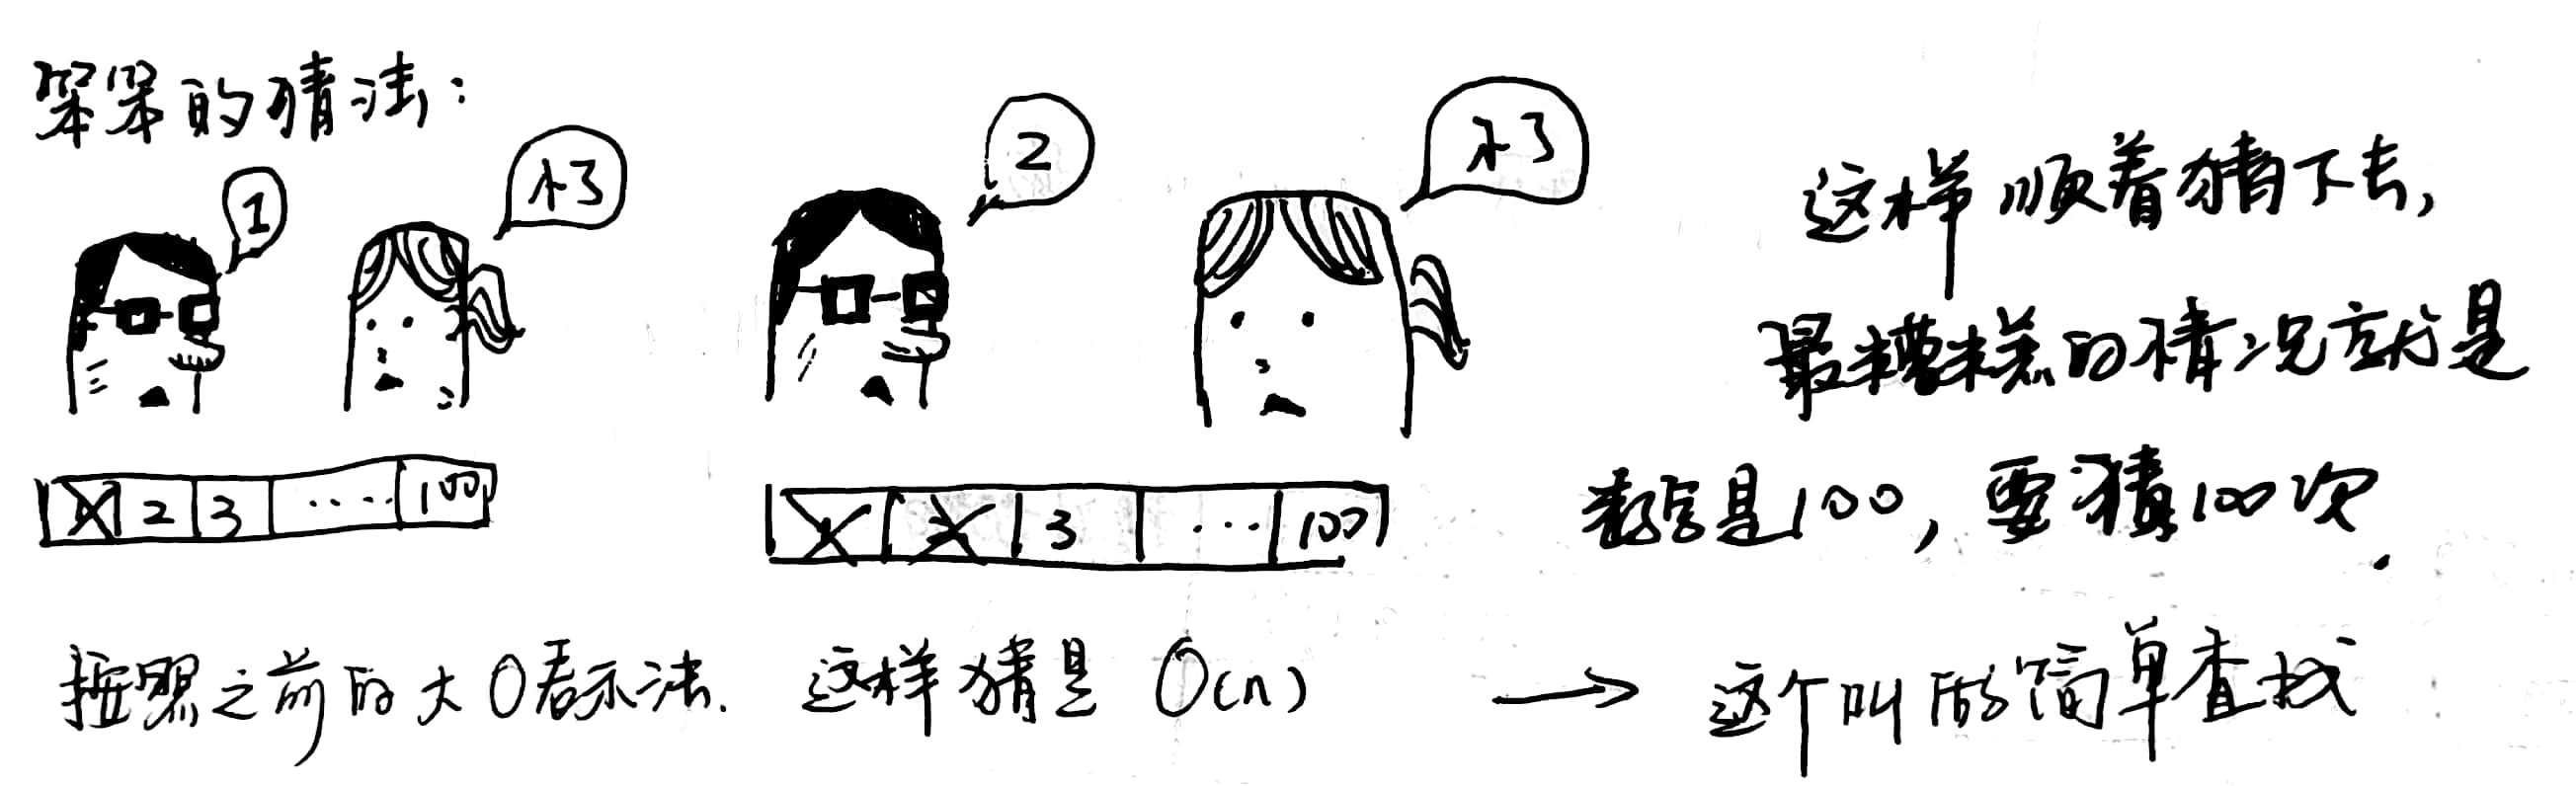 笨笨的猜法：
1
小了
2
小了
这样顺着猜下去，
最糟糕的情况就是
数字是100，要猜100次.
1 2 3 .... 100
1 2 3 ... 100
按照之前的大O表示法. 这样猜是 O(n) → 这个叫做简单查找